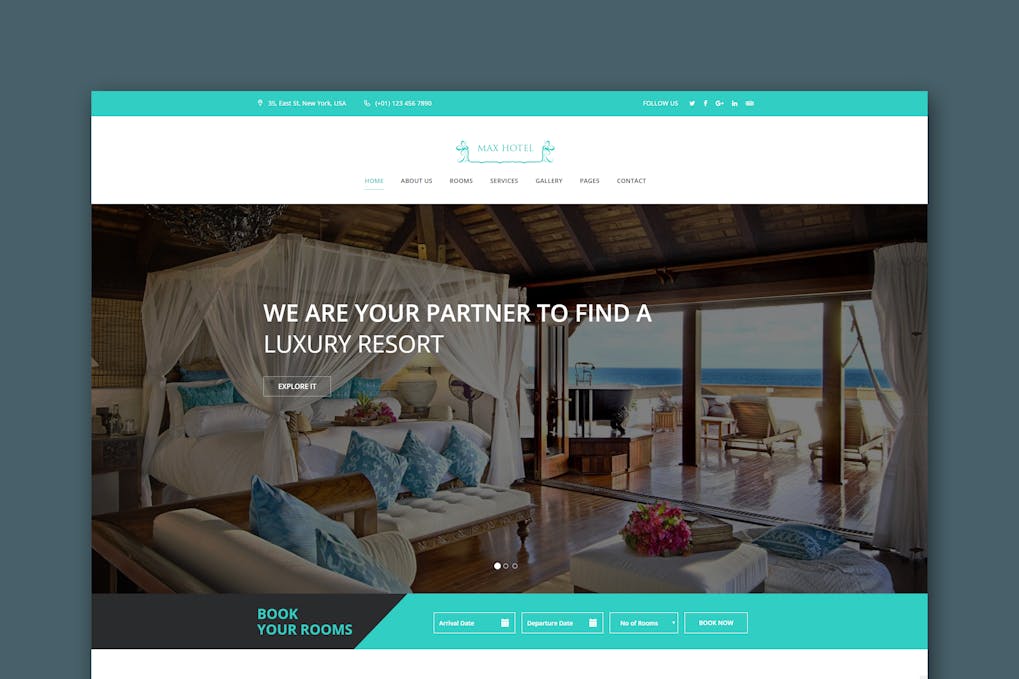 35, East St, New York, USA
(+01) 123 456 7890
FOLLOW US
MAX HOTEL
HOME
ABOUT US
ROOMS
SERVICES
GALLERY
PAGES
CONTACT
WE ARE YOUR PARTNER TO FIND A
LUXURY RESORT
EXPLORE IT
BOOK
YOUR ROOMS
Arrival Date
Departure Date
No of Rooms
BOOK NOW